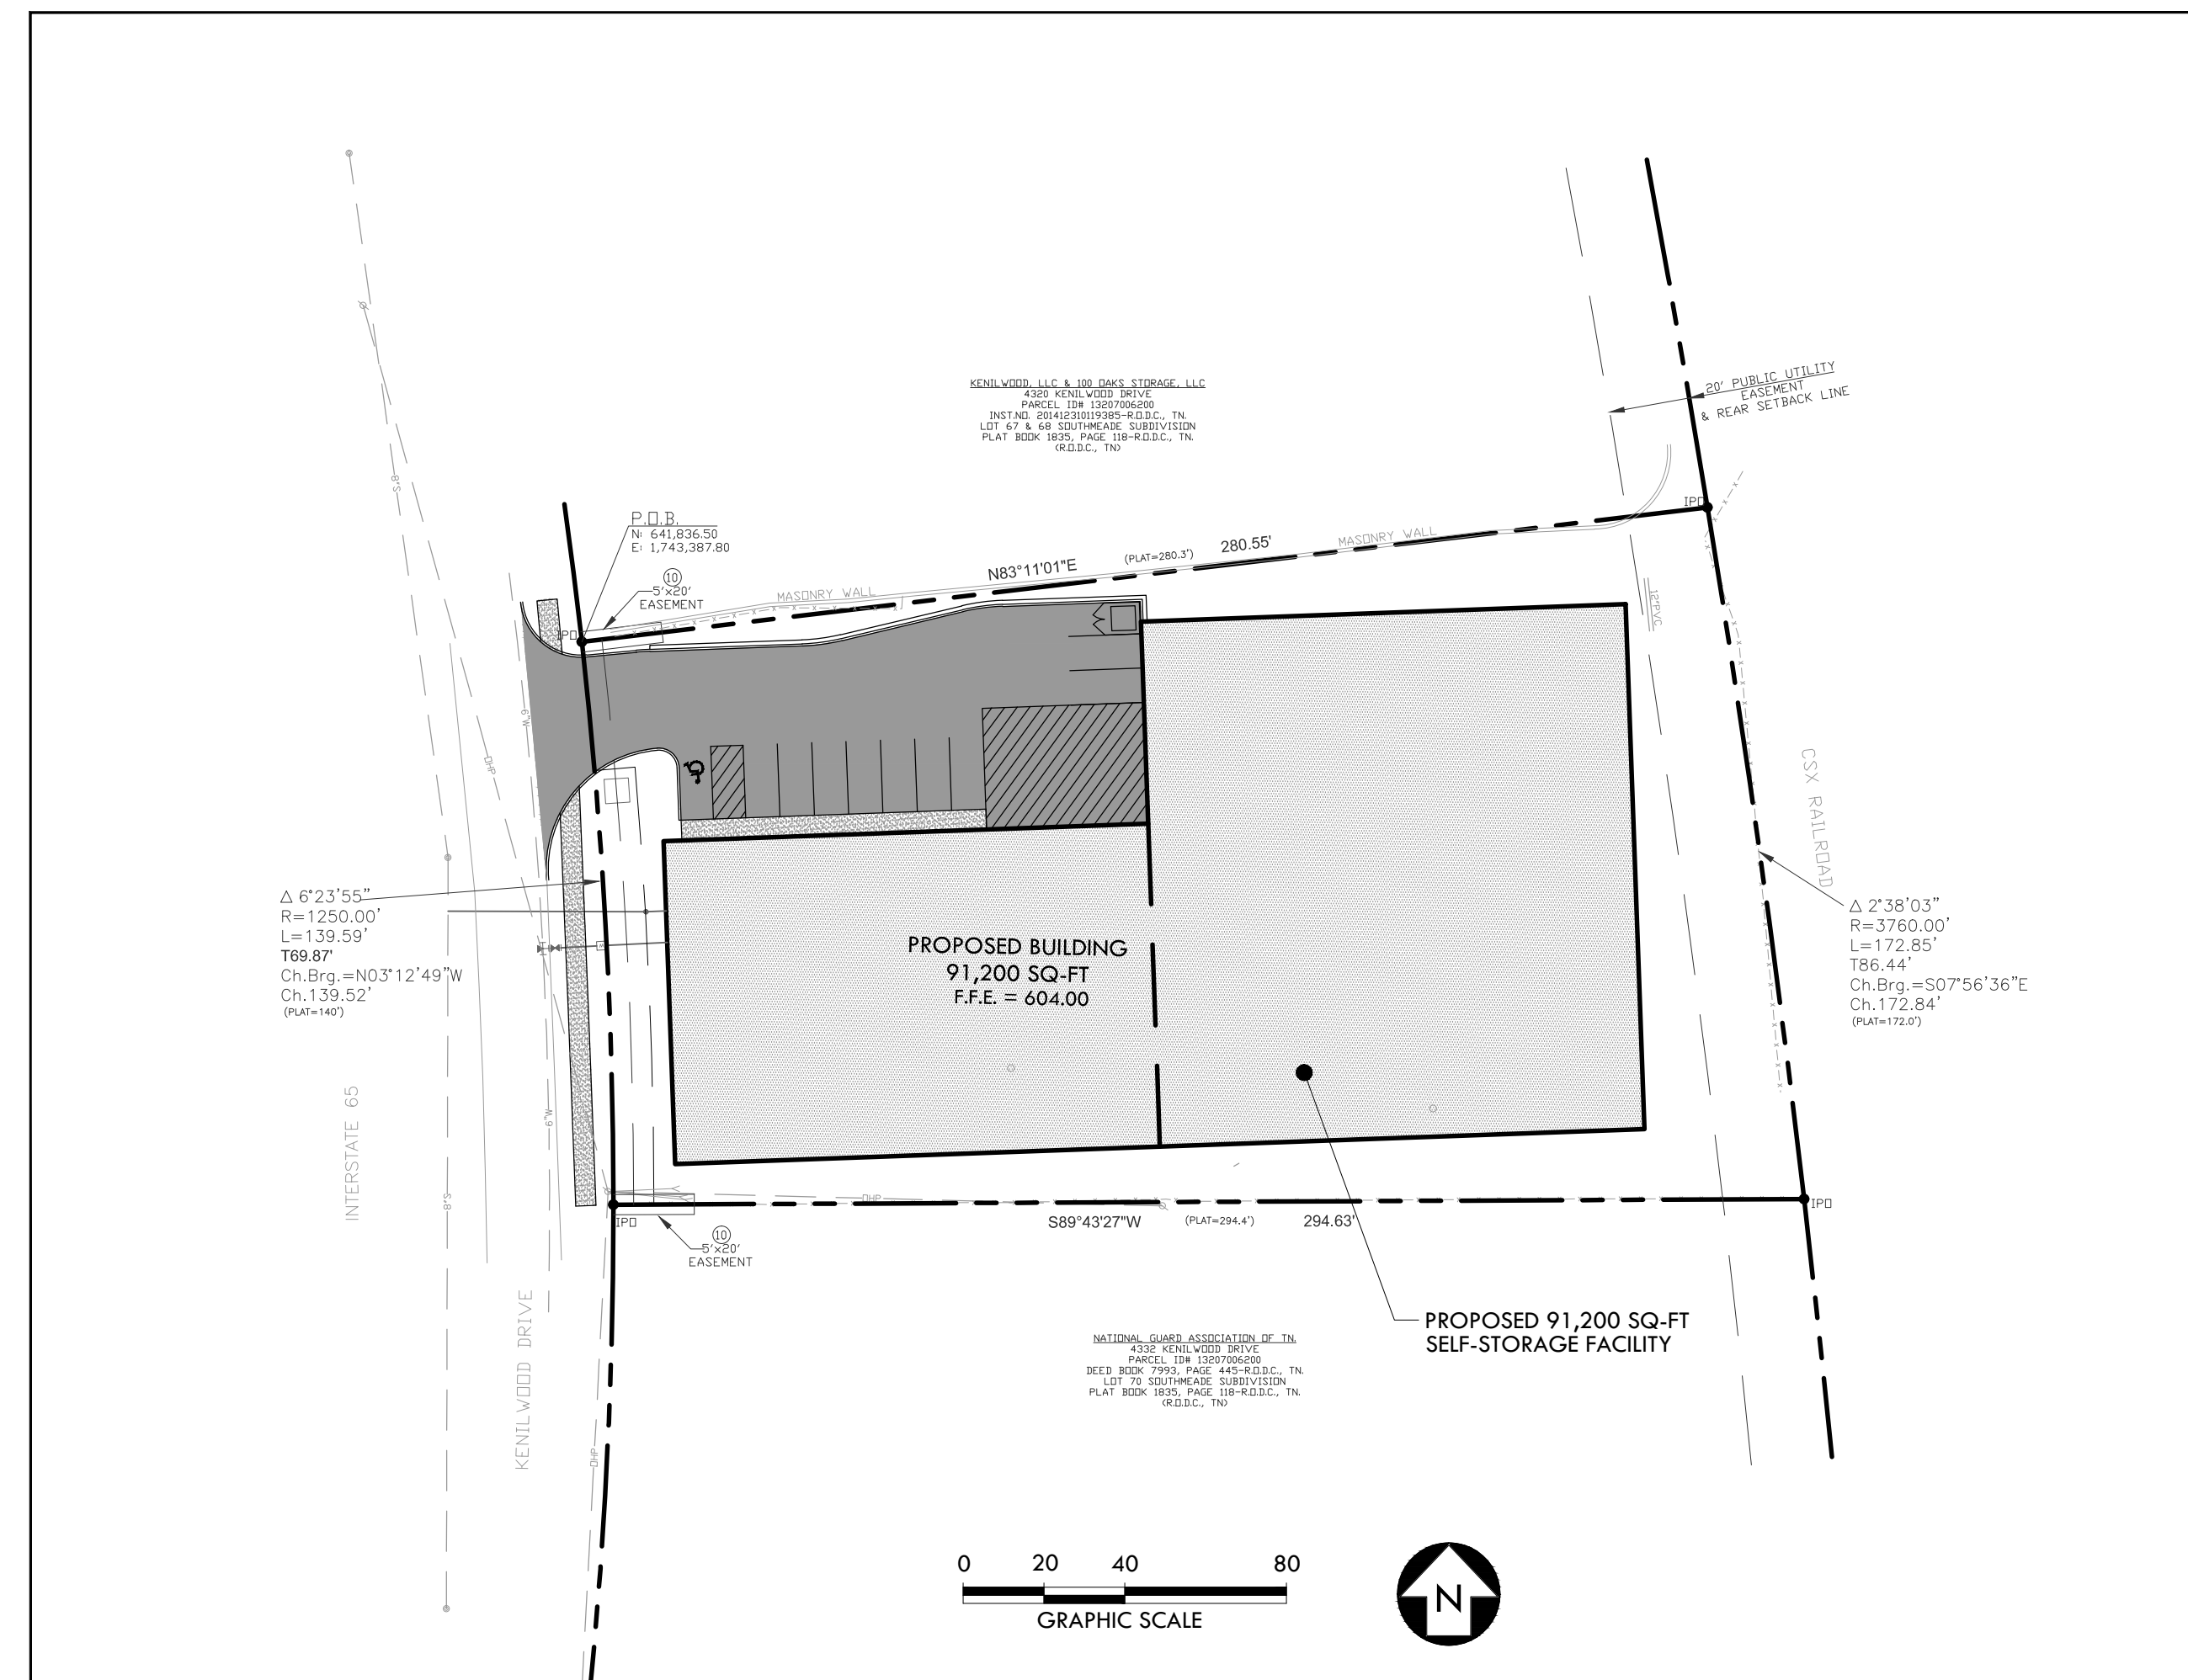 KENILWOOD, LLC & 100 OAKS STORAGE, LLC
4320 KENILWOOD DRIVE
PARCEL ID# 13207006200
INST.NO. 201412310119385-R.O.D.C., TN.
LOT 67 & 68 SOUTHMEADE SUBDIVISION
PLAT BOOK 1835, PAGE 118-R.O.D.C., TN.
(R.O.D.C., TN)
20' PUBLIC UTILITY
EASEMENT
& REAR SETBACK LINE
8"S
P.O.B.
N: 641,836.50
E: 1,743,387.80
10
5'x20'
EASEMENT
IPO
IPO
MASONRY WALL
N83°11'01"E
(PLAT=280.3')
280.55'
MASONRY WALL
12"PVC
6"W
OHP
CSX RAILROAD
Δ 6°23'55"
R=1250.00'
L=139.59'
T69.87'
Ch.Brg.=N03°12'49"W
Ch.139.52'
(PLAT=140')
W
PROPOSED BUILDING
91,200 SQ-FT
F.F.E. = 604.00
Δ 2°38'03"
R=3760.00'
L=172.85'
T86.44'
Ch.Brg.=S07°56'36"E
Ch.172.84'
(PLAT=172.0')
INTERSTATE 65
8"S
6"W
OHP
IPO
IPO
10
5'x20'
EASEMENT
S89°43'27"W
(PLAT=294.4')
294.63'
KENILWOOD DRIVE
OHP
PROPOSED 91,200 SQ-FT
SELF-STORAGE FACILITY
NATIONAL GUARD ASSOCIATION OF TN.
4332 KENILWOOD DRIVE
PARCEL ID# 13207006200
DEED BOOK 7993, PAGE 445-R.O.D.C., TN.
LOT 70 SOUTHMEADE SUBDIVISION
PLAT BOOK 1835, PAGE 118-R.O.D.C., TN.
(R.O.D.C., TN)
0 20 40 80
GRAPHIC SCALE
N